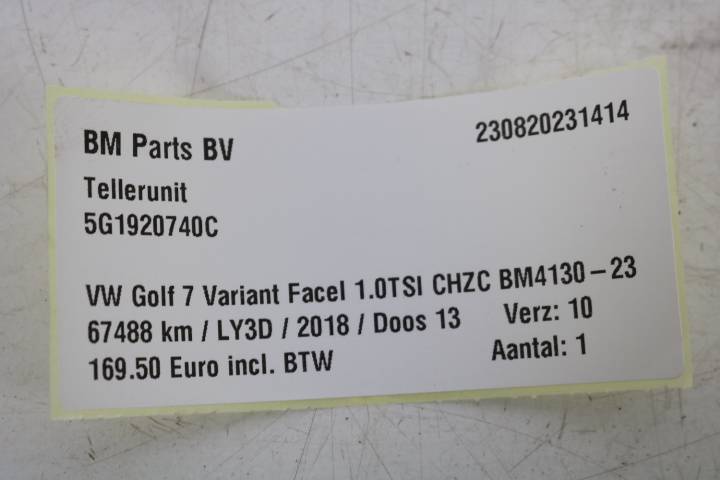 BM Parts BV 230820231414
Tellerunit
5G1920740C
VW Golf 7 Variant Facel 1.0TSI CHZC BM4130-23
67488 km / LY3D / 2018 / Doos 13 Verz: 10
169.50 Euro incl. BTW Aantal: 1